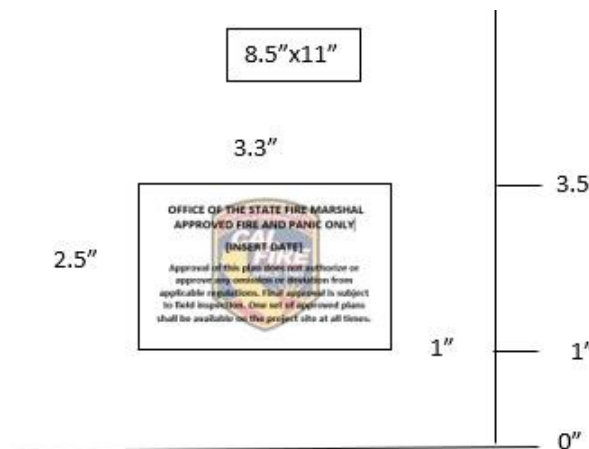 8.5”x11”
3.3”
3.5
OFFICE OF THE STATE FIRE MARSHAL
APPROVED FIRE AND PANIC ONLY
[INSERT DATE]
2.5”
Approval of this plan does not authorize or
approve any omission or deviation from
applicable regulations. Final approval is subject
to field inspection. One set of approved plans
shall be available on the project site at all times.
1”
1”
0”
CAL
FIRE